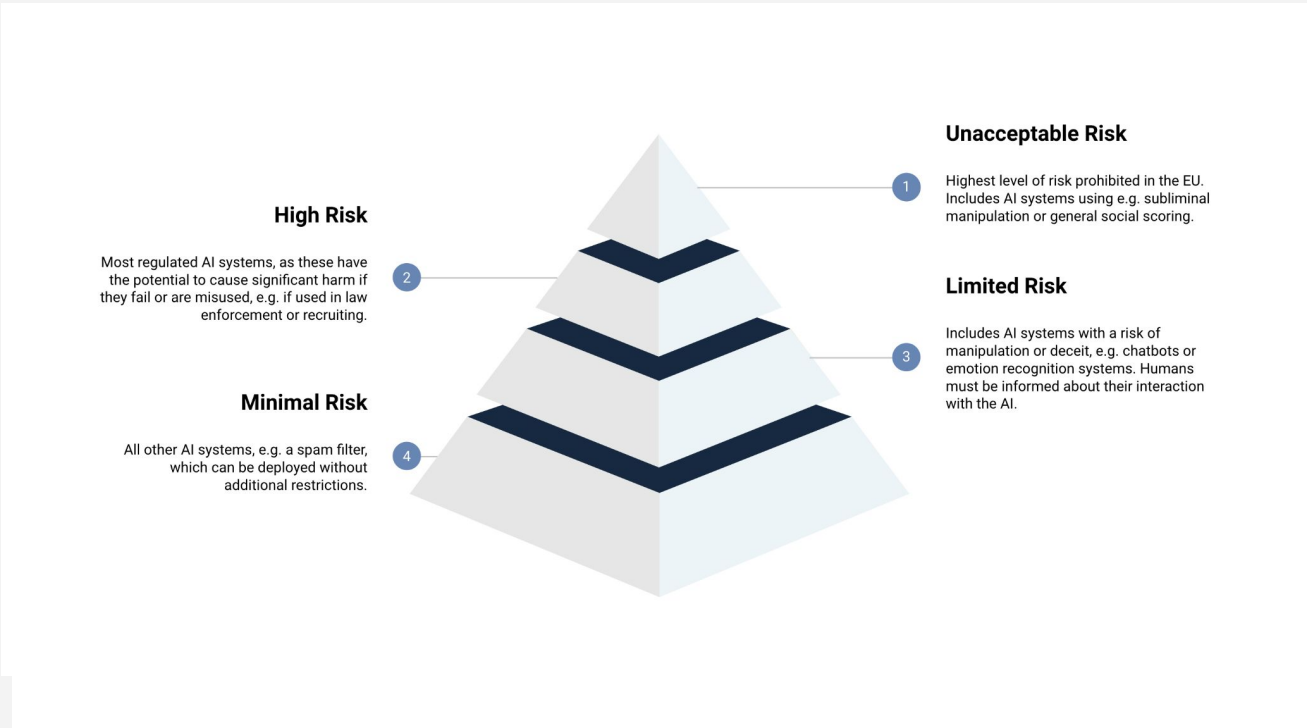 Unacceptable Risk
1
Highest level of risk prohibited in the EU.
Includes AI systems using e.g. subliminal
manipulation or general social scoring.
High Risk
2
Most regulated AI systems, as these have
the potential to cause significant harm if
they fail or are misused, e.g. if used in law
enforcement or recruiting.
Limited Risk
3
Includes AI systems with a risk of
manipulation or deceit, e.g. chatbots or
emotion recognition systems. Humans
must be informed about their interaction
with the AI.
Minimal Risk
4
All other AI systems, e.g. a spam filter,
which can be deployed without
additional restrictions.